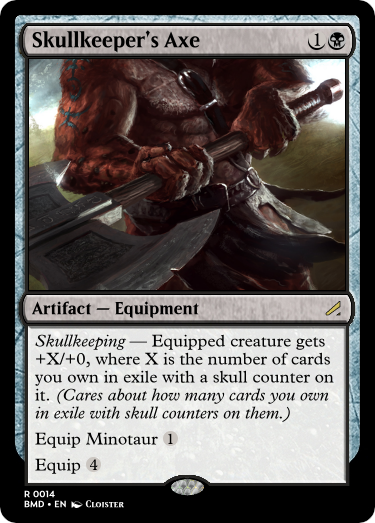 Skullkeeper's Axe 1
Artifact — Equipment
Skullkeeping — Equipped creature gets
+X/+0, where X is the number of cards
you own in exile with a skull counter on
it. (Cares about how many cards you own
in exile with skull counters on them.)
Equip Minotaur 1
Equip 4
R 0014
BMD • EN Cloister